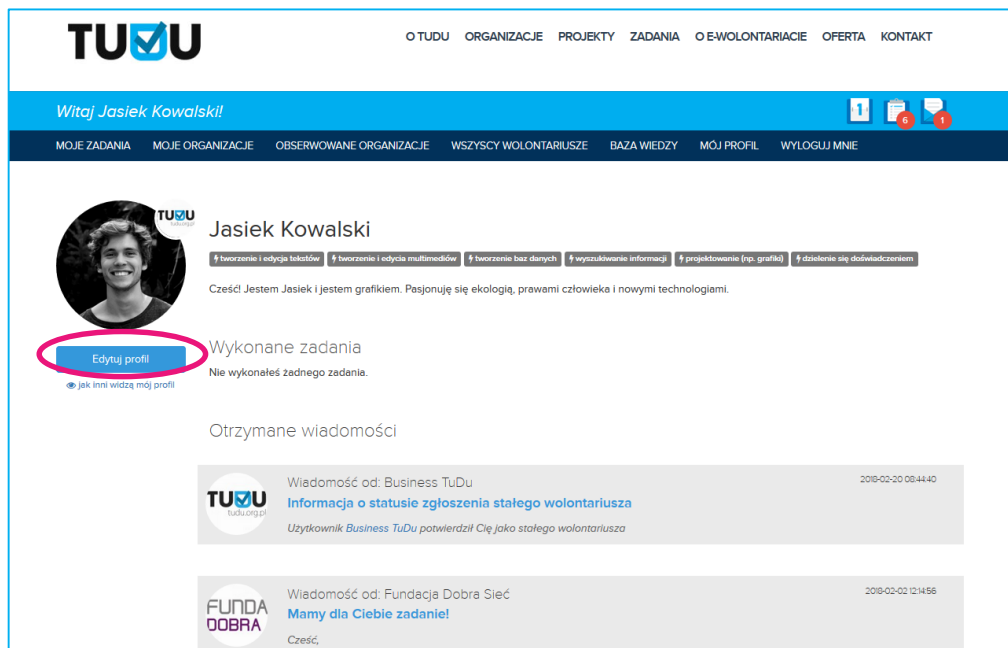 TUDU
O TUDU ORGANIZACJE PROJEKTY ZADANIA O E-WOLONTARIACIE OFERTA KONTAKT
Witaj Jasiek Kowalski!
1 6 1
MOJE ZADANIA MOJE ORGANIZACJE OBSERWOWANE ORGANIZACJE WSZYSCY WOLONTARIUSZE BAZA WIEDZY MÓJ PROFIL WYLOGUJ MNIE
TUDU
tudu.org.pl
Jasiek Kowalski
tworzenie i edycja tekstów tworzenie i edycja multimediów tworzenie baz danych wyszukiwanie informacji projektowanie (np. grafiki) dzielenie się doświadczeniem
Cześć! Jestem Jasiek i jestem grafikiem. Pasjonuję się ekologią, prawami człowieka i nowymi technologiami.
Edytuj profil
jak inni widzą mój profil
Wykonane zadania
Nie wykonałeś żadnego zadania.
Otrzymane wiadomości
TUDU
tudu.org.pl
Wiadomość od: Business TuDu
2018-02-20 08:44:40
Informacja o statusie zgłoszenia stałego wolontariusza
Użytkownik Business TuDu potwierdził Cię jako stałego wolontariusza
FUNDA
DOBRA
Wiadomość od: Fundacja Dobra Sieć
2018-02-02 12:14:56
Mamy dla Ciebie zadanie!
Cześć,